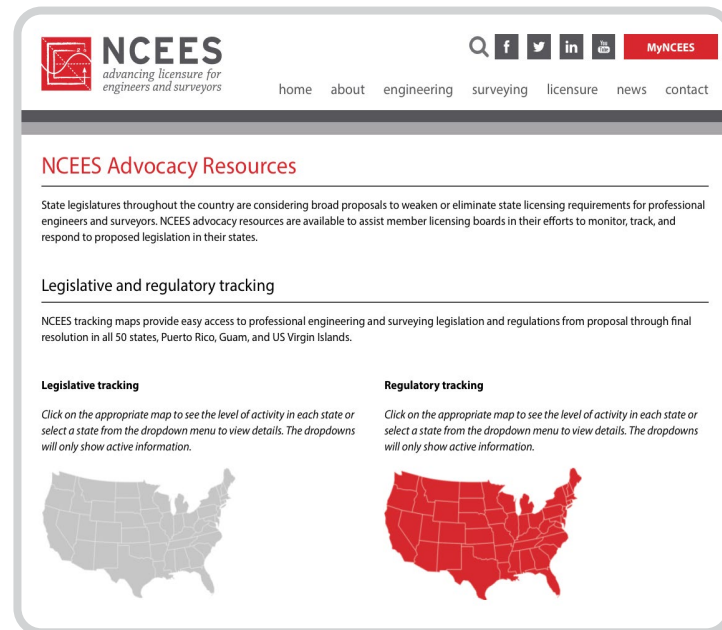 NCEES
advancing licensure for
engineers and surveyors
f
in
You
Tube
MyNCEES
home about engineering surveying licensure news contact
NCEES Advocacy Resources
State legislatures throughout the country are considering broad proposals to weaken or eliminate state licensing requirements for professional
engineers and surveyors. NCEES advocacy resources are available to assist member licensing boards in their efforts to monitor, track, and
respond to proposed legislation in their states.
Legislative and regulatory tracking
NCEES tracking maps provide easy access to professional engineering and surveying legislation and regulations from proposal through final
resolution in all 50 states, Puerto Rico, Guam, and US Virgin Islands.
Legislative tracking
Click on the appropriate map to see the level of activity in each state or
select a state from the dropdown menu to view details. The dropdowns
will only show active information.
Regulatory tracking
Click on the appropriate map to see the level of activity in each state or
select a state from the dropdown menu to view details. The dropdowns
will only show active information.